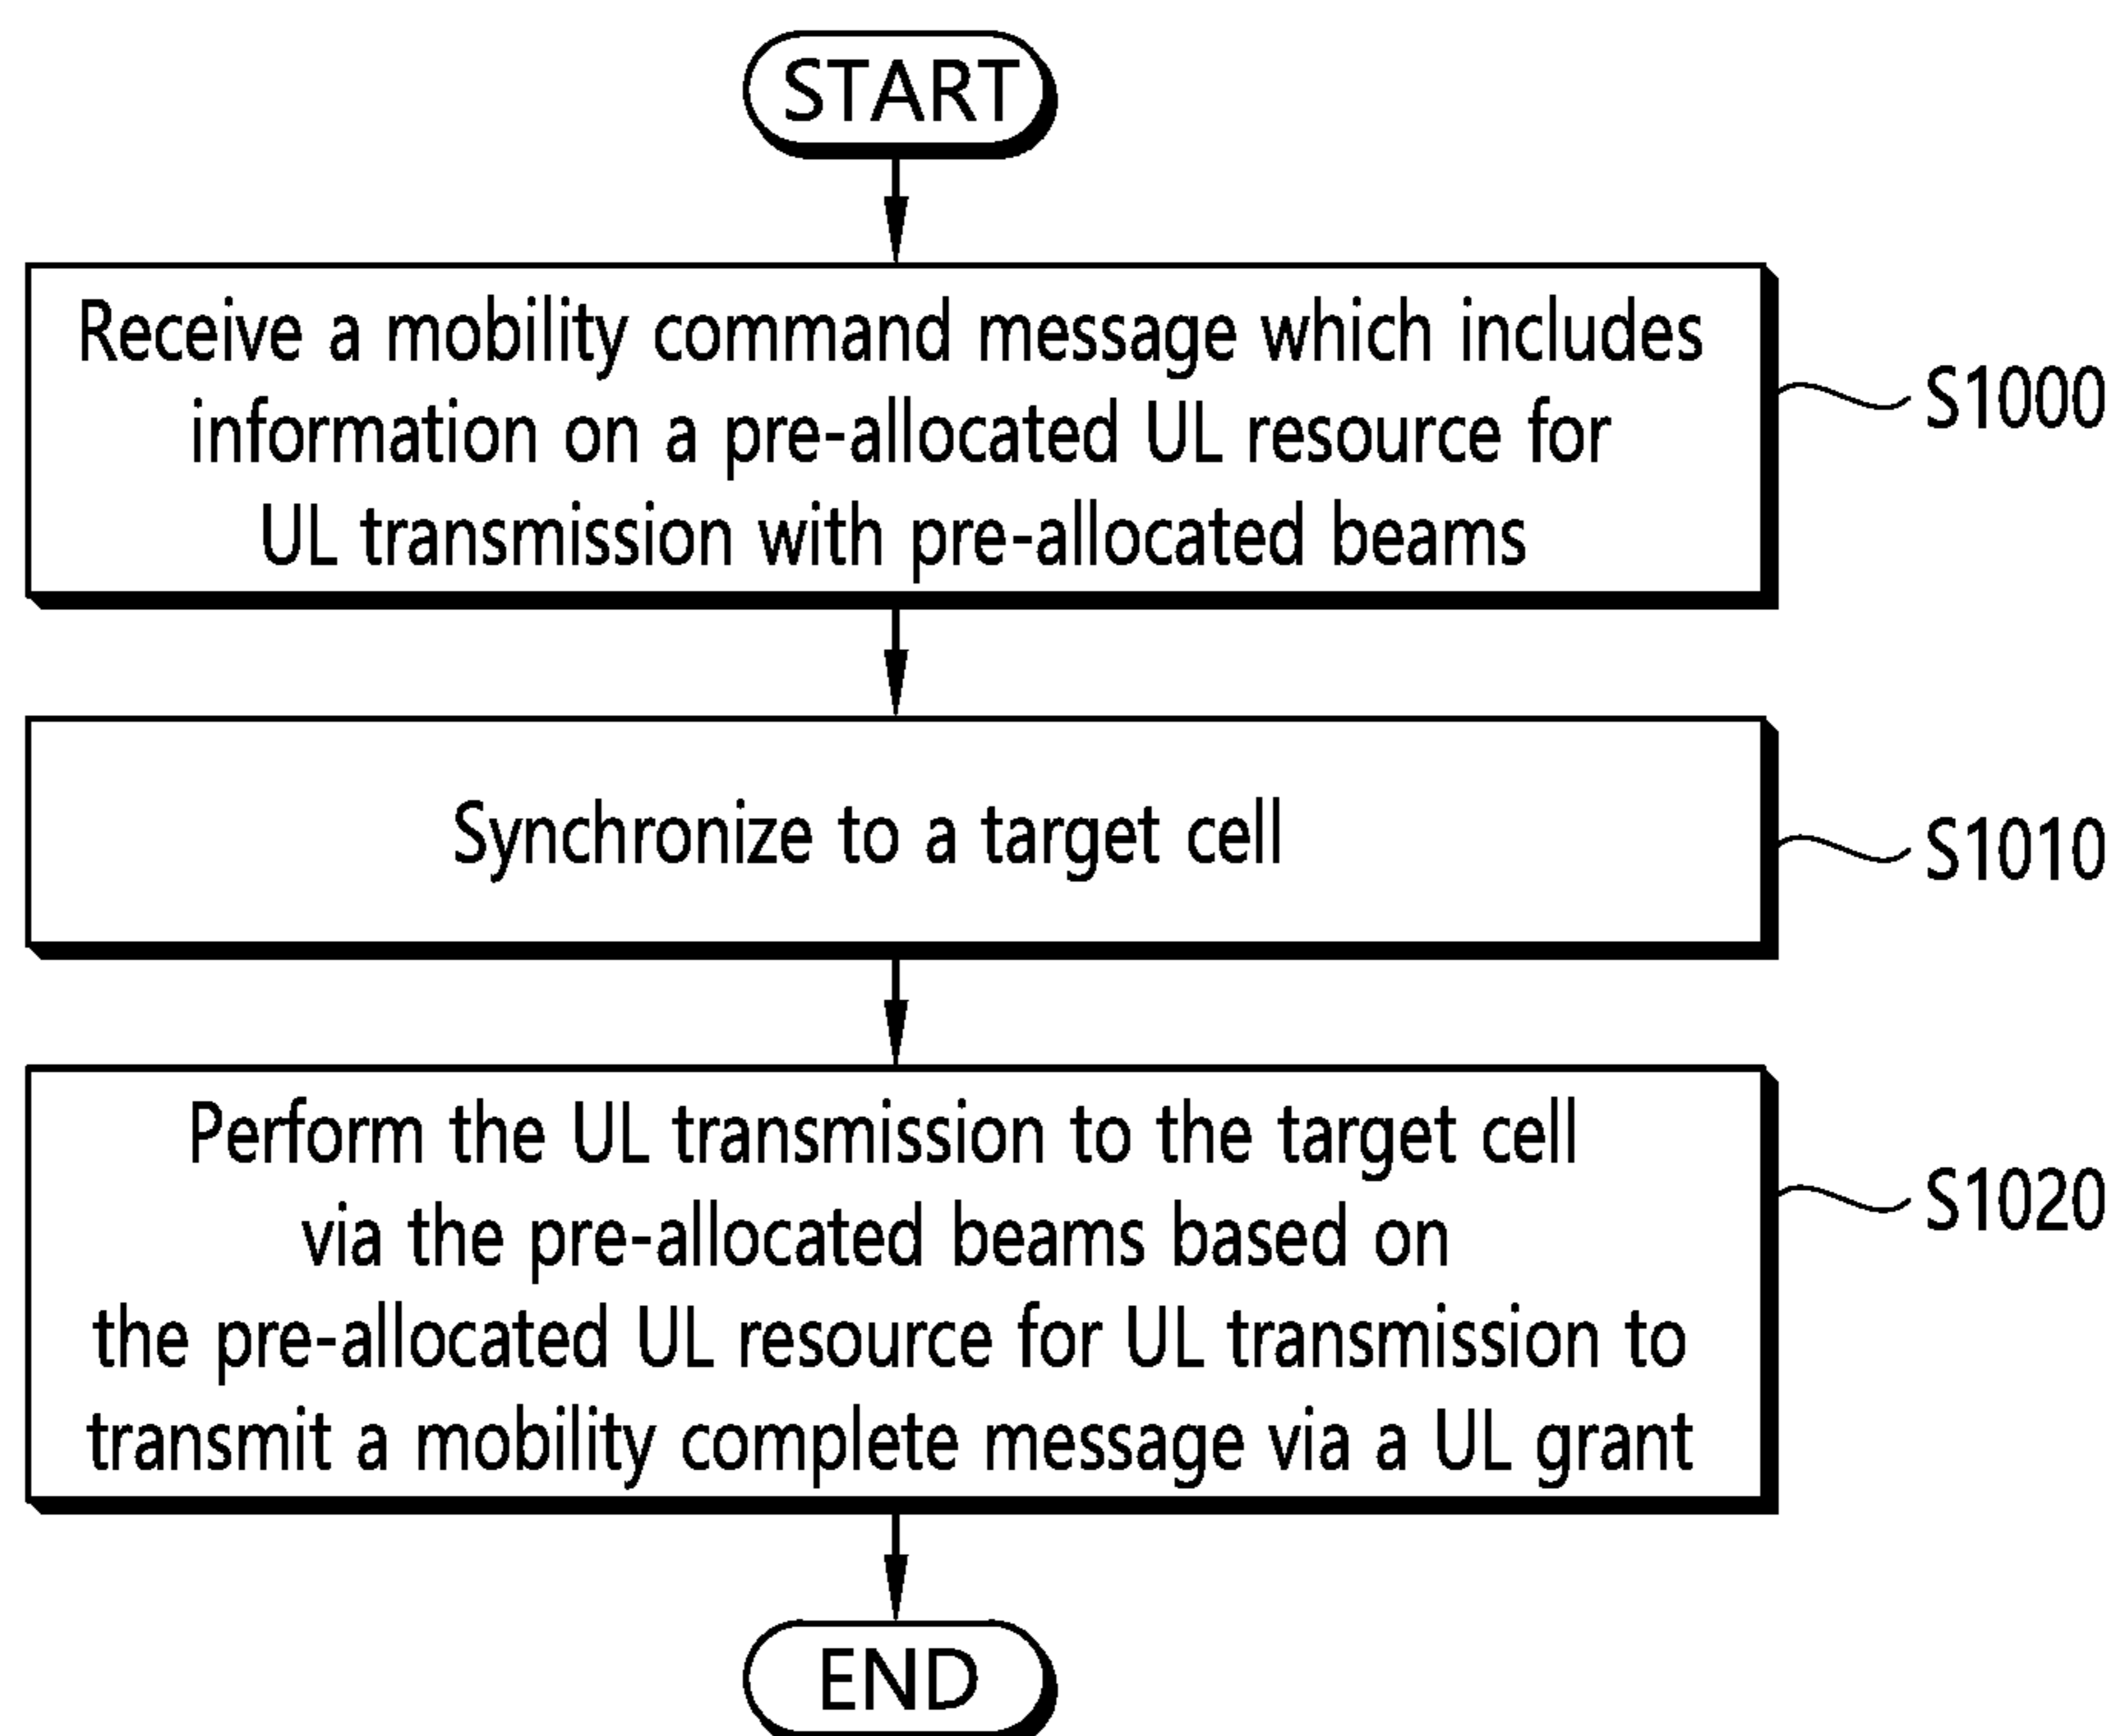 START
Receive a mobility command message which includes
information on a pre-allocated UL resource for
UL transmission with pre-allocated beams
S1000
Synchronize to a target cell
S1010
Perform the UL transmission to the target cell
via the pre-allocated beams based on
the pre-allocated UL resource for UL transmission to
transmit a mobility complete message via a UL grant
S1020
END